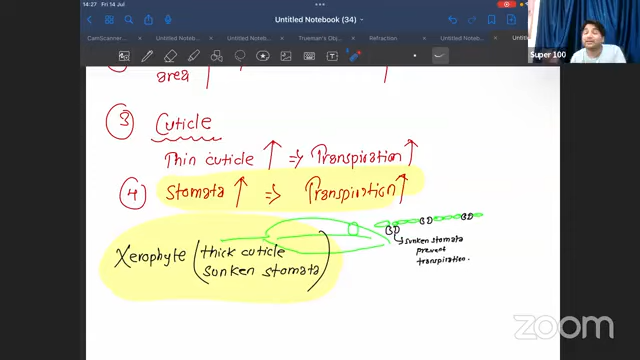 14:27 Fri 14 Jul
Untitled Notebook (34)
CamScanner... Untitled Notebo... Untitled Notebo... Trueman's Obj... Refraction Untitled Notebo... Untitl
Super 100
area
3 Cuticle
Thin cuticle ↑ ⇒ Transpiration ↑
4 Stomata ↑ ⇒ Transpiration ↑
Xerophyte (thick cuticle
sunken stomata)
sunken stomata
prevent
transpiration.
zoom